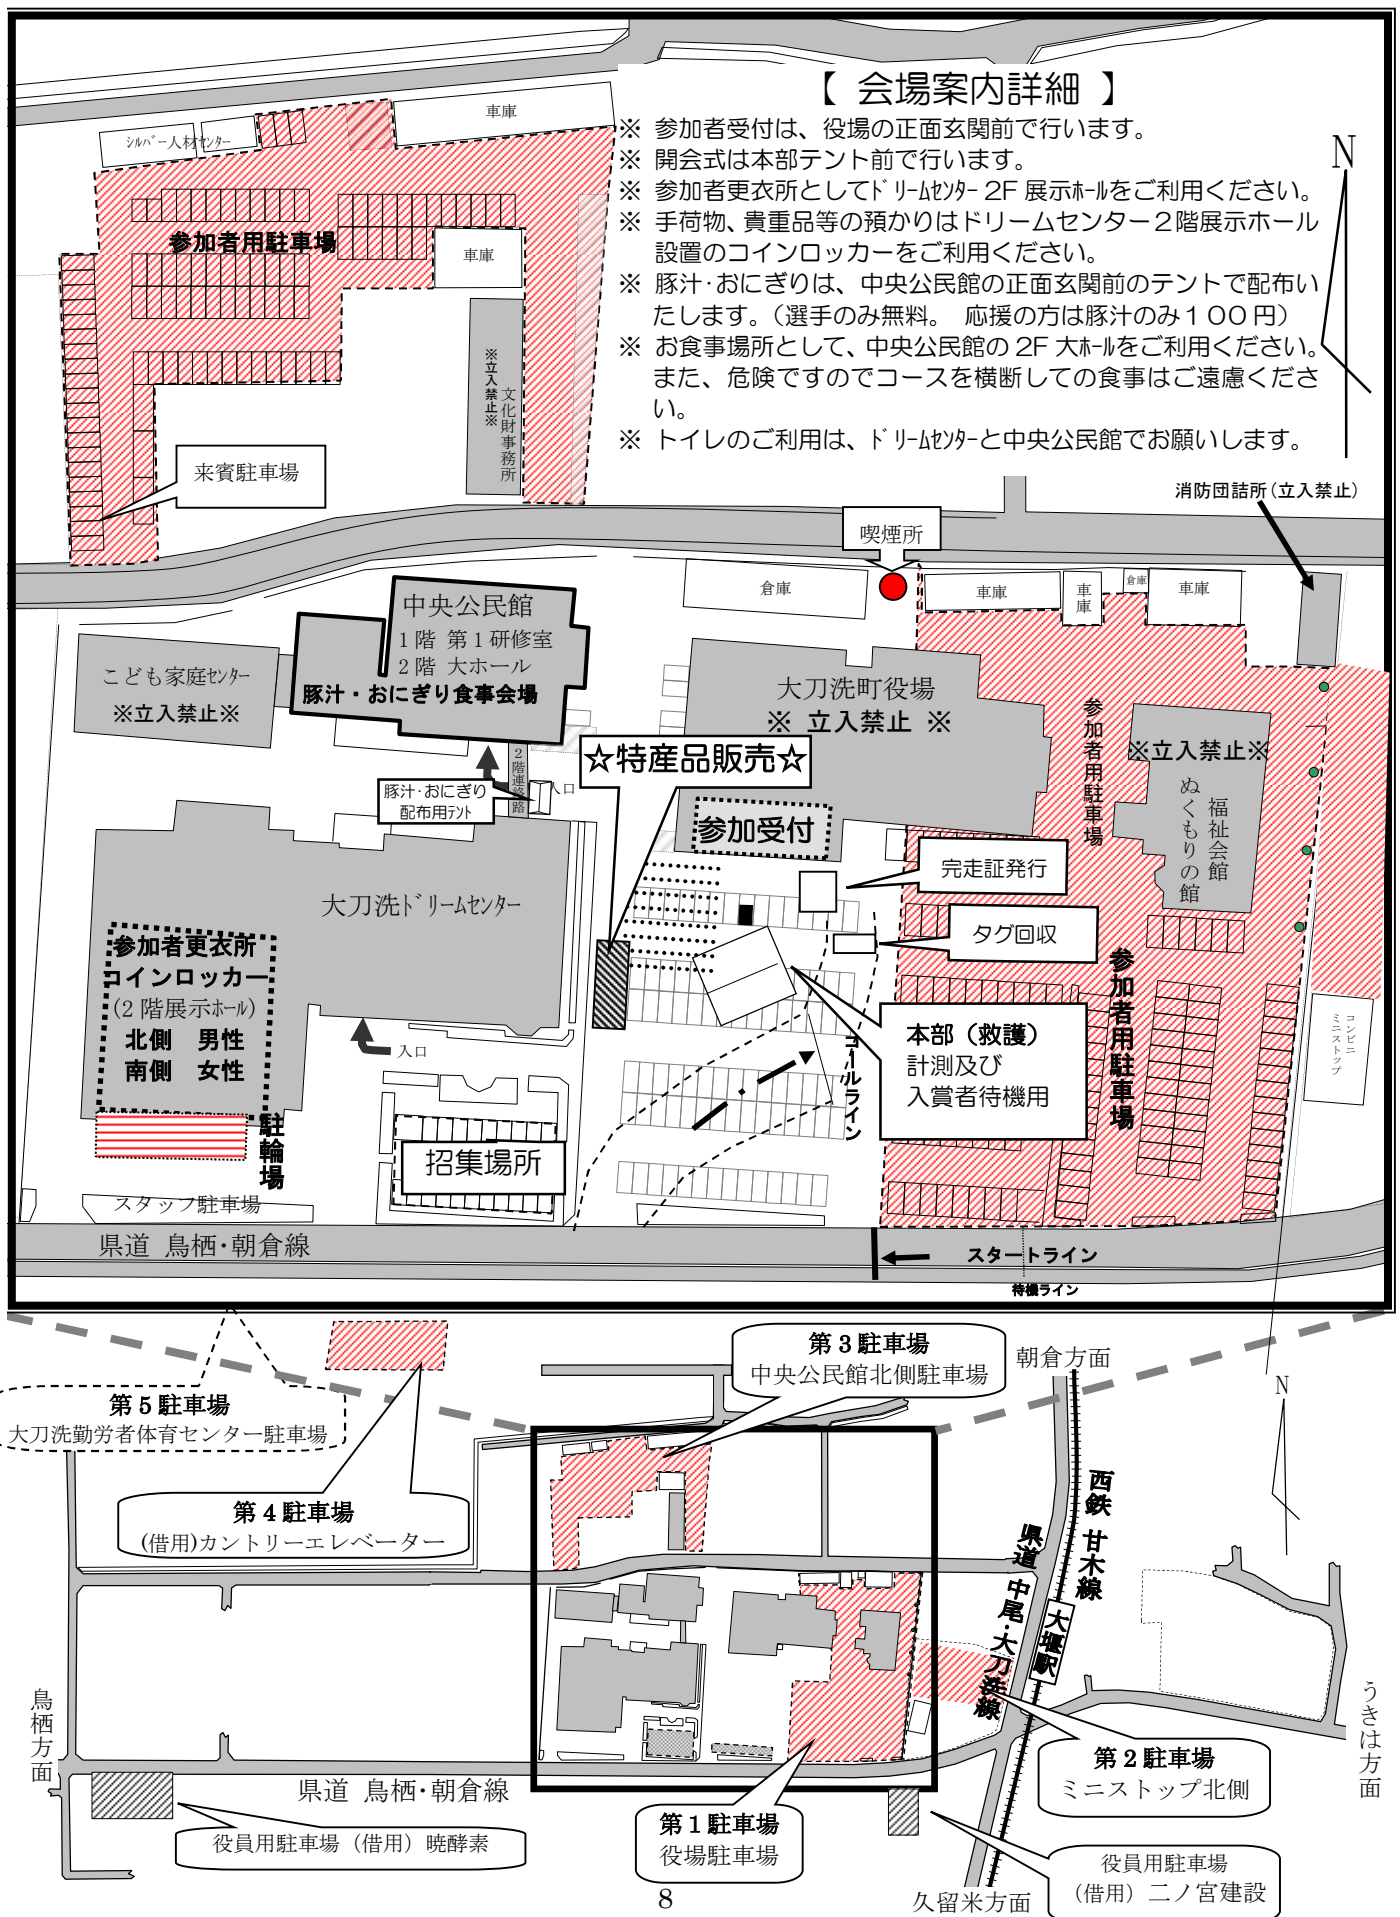 【 会場案内詳細 】
※ 参加者受付は、役場の正面玄関前で行います。
※ 開会式は本部テント前で行います。
※ 参加者更衣所としてﾄﾞﾘｰﾑｾﾝﾀｰ 2F 展示ﾎｰﾙをご利用ください。
※ 手荷物、貴重品等の預かりはドリームセンター２階展示ホール
設置のコインロッカーをご利用ください。
※ 豚汁・おにぎりは、中央公民館の正面玄関前のテントで配布い
たします。（選手のみ無料。 応援の方は豚汁のみ１００円）
※ お食事場所として、中央公民館の 2F 大ﾎｰﾙをご利用ください。
また、危険ですのでコースを横断しての食事はご遠慮くださ
い。
※ トイレのご利用は、ﾄﾞﾘｰﾑｾﾝﾀｰと中央公民館でお願いします。
N
車庫
ｼﾙﾊﾞｰ人材ｾﾝﾀｰ
参加者用駐車場
車庫
※立入禁止※
文化財事務所
来賓駐車場
消防団詰所（立入禁止）
喫煙所
倉庫
車庫
車庫
倉庫
車庫
中央公民館
1階 第1研修室
2階 大ホール
豚汁・おにぎり食事会場
こども家庭ｾﾝﾀｰ
※立入禁止※
大刀洗町役場
※ 立入禁止 ※
参加者用駐車場
※立入禁止※
福祉会館
ぬくもりの館
☆特産品販売☆
2階連絡路
入口
豚汁・おにぎり
配布用ﾃﾝﾄ
参加受付
完走証発行
タグ回収
大刀洗ﾄﾞﾘｰﾑｾﾝﾀｰ
参加者更衣所
コインロッカー
(2階展示ﾎｰﾙ)
北側 男性
南側 女性
入口
本部（救護）
計測及び
入賞者待機用
ゴールライン
参加者用駐車場
コンビニ
ミニストップ
駐輪場
招集場所
スタッフ駐車場
県道 鳥栖・朝倉線
スタートライン
待機ライン
第3駐車場
中央公民館北側駐車場
朝倉方面
N
第5駐車場
大刀洗勤労者体育センター駐車場
第4駐車場
(借用)カントリーエレベーター
西鉄 甘木線
県道 中尾・大刀洗線
大堰駅
鳥栖方面
うきは方面
第2駐車場
ミニストップ北側
県道 鳥栖・朝倉線
第1駐車場
役場駐車場
役員用駐車場（借用）暁酵素
役員用駐車場
（借用）二ノ宮建設
久留米方面
8